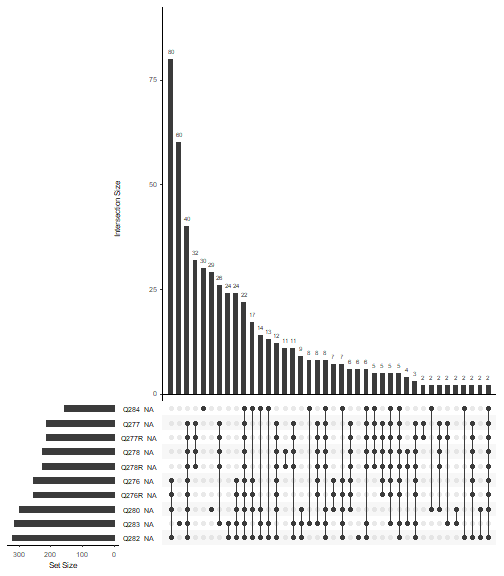 80
60
40
32
30
29
26
24 24
22
17
14
13
12
11 11
9
8 8 8
7 7
6 6 6
5 5 5 5
4
3
2 2 2 2 2 2 2 2 2
75
50
25
0
Intersection Size
Q284 NA
Q277 NA
Q277R NA
Q278 NA
Q278R NA
Q276 NA
Q276R NA
Q280 NA
Q283 NA
Q282 NA
300 200 100 0
Set Size